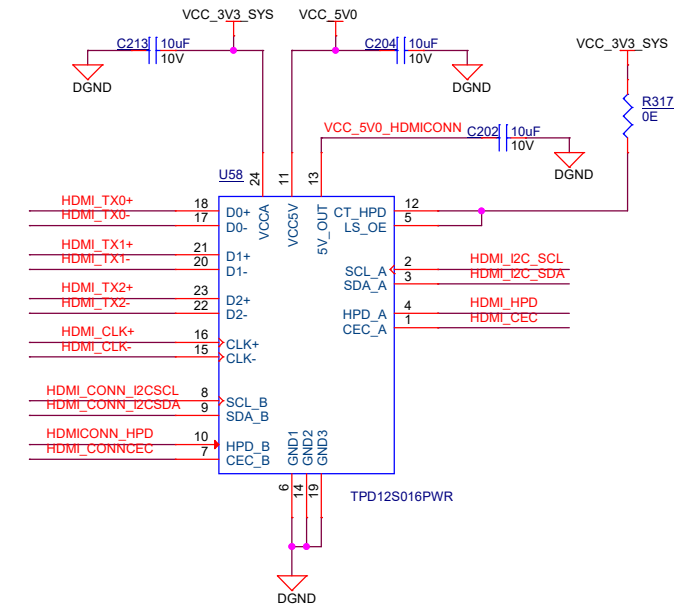 VCC_3V3_SYS
VCC_5V0
C213
10uF
10V
DGND
C204
10uF
10V
DGND
VCC_3V3_SYS
R317
0E
VCC_5V0_HDMICONN
C202
10uF
10V
DGND
U58
24
11
13
VCCA
VCC5V
5V_OUT
HDMI_TX0+
18
D0+
HDMI_TX0-
17
D0-
HDMI_TX1+
21
D1+
HDMI_TX1-
20
D1-
HDMI_TX2+
23
D2+
HDMI_TX2-
22
D2-
HDMI_CLK+
16
CLK+
HDMI_CLK-
15
CLK-
HDMI_CONN_I2CSCL
8
SCL_B
HDMI_CONN_I2CSDA
9
SDA_B
HDMICONN_HPD
10
HPD_B
HDMI_CONNCEC
7
CEC_B
CT_HPD
12
LS_OE
5
SCL_A
2
HDMI_I2C_SCL
SDA_A
3
HDMI_I2C_SDA
HPD_A
4
HDMI_HPD
CEC_A
1
HDMI_CEC
GND1
GND2
GND3
6
14
19
TPD12S016PWR
DGND